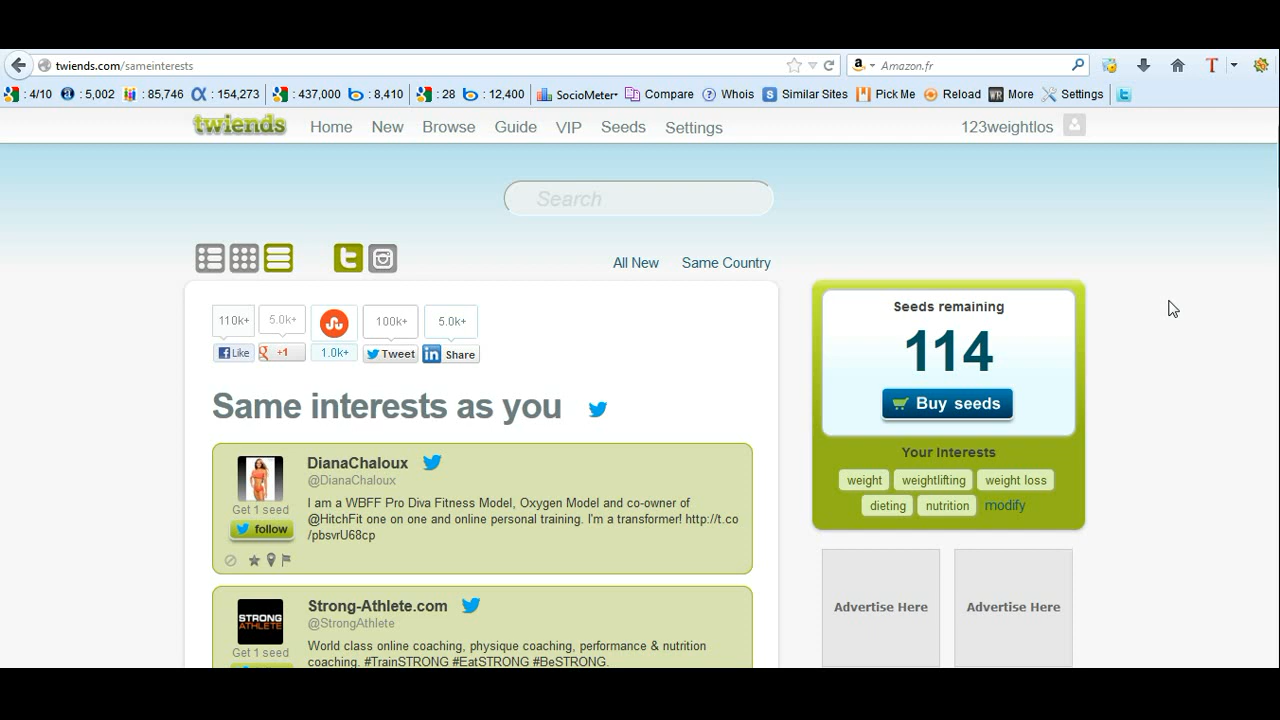 twiends.com/sameinterests
Amazon.fr
: 4/10 : 5,002 : 85,746 : 154,273 : 437,000 : 8,410 : 28 : 12,400 SocioMeter Compare Whois Similar Sites Pick Me Reload More Settings
twiends Home New Browse Guide VIP Seeds Settings 123weightlos
Search
All New Same Country
110k+ 5.0k+ 100k+ 5.0k+
Like +1 1.0k+ Tweet Share
Same interests as you
DianaChaloux
@DianaChaloux
I am a WBFF Pro Diva Fitness Model, Oxygen Model and co-owner of
@HitchFit one on one and online personal training. I'm a transformer! http://t.co
/pbsvrU68cp
Get 1 seed
follow
Strong-Athlete.com
@StrongAthlete
STRONG
ATHLETE
World class online coaching, physique coaching, performance & nutrition
coaching. #TrainSTRONG #EatSTRONG #BeSTRONG.
Get 1 seed
Seeds remaining
114
Buy seeds
Your Interests
weight weightlifting weight loss
dieting nutrition modify
Advertise Here Advertise Here